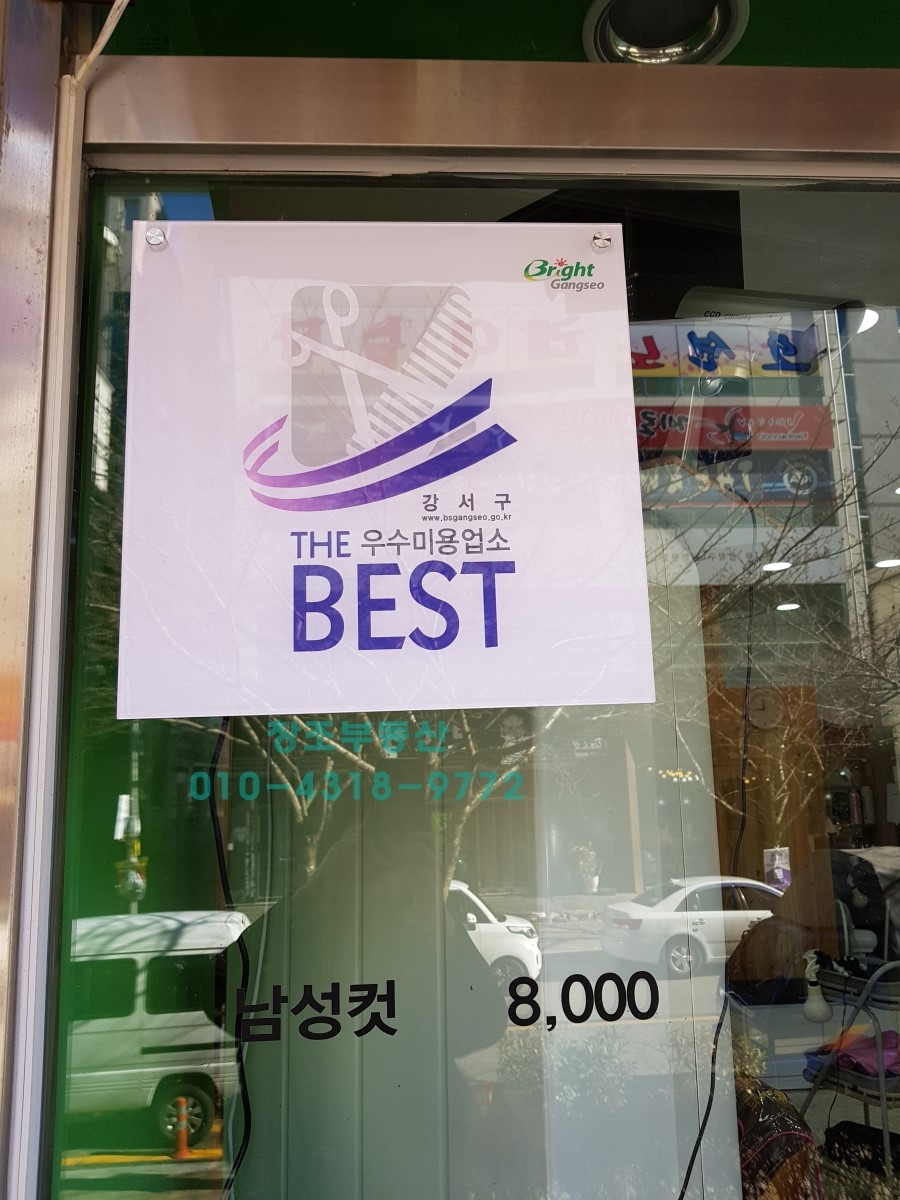 Bright
Gangseo
강 서 구
www.bsgangseo.go.kr
THE 우수미용업소
BEST
창조부동산
010-4318-9772
남성컷 8,000